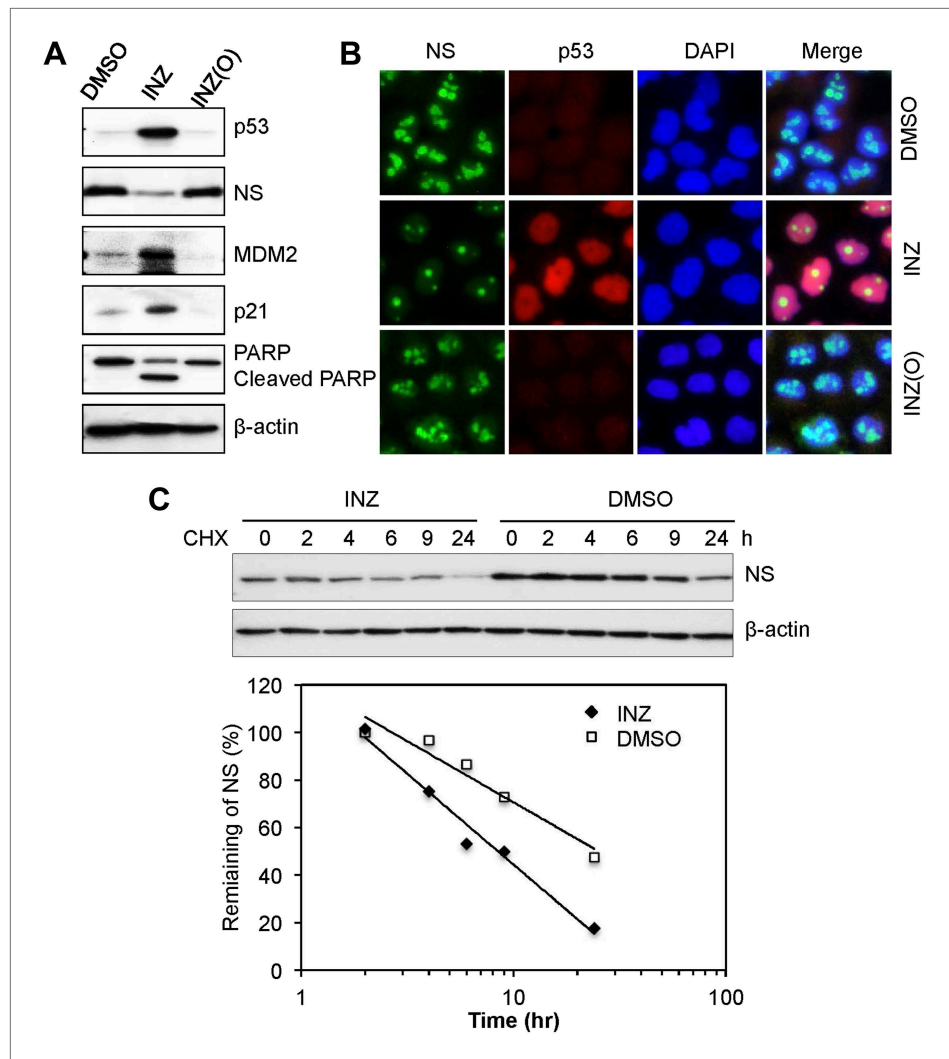 A
DMSO
INZ
INZ(O)
p53
NS
MDM2
p21
PARP
Cleaved PARP
β-actin
B
NS p53 DAPI Merge
DMSO
INZ
INZ(O)
C
INZ DMSO
CHX 0 2 4 6 9 24 0 2 4 6 9 24 h
NS
β-actin
120
100
80
60
40
20
0
Remiaining of NS (%)
INZ
DMSO
1 10 100
Time (hr)